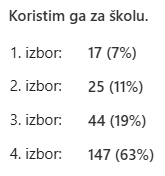 Koristim ga za školu.
1. izbor: 17 (7%)
2. izbor: 25 (11%)
3. izbor: 44 (19%)
4. izbor: 147 (63%)